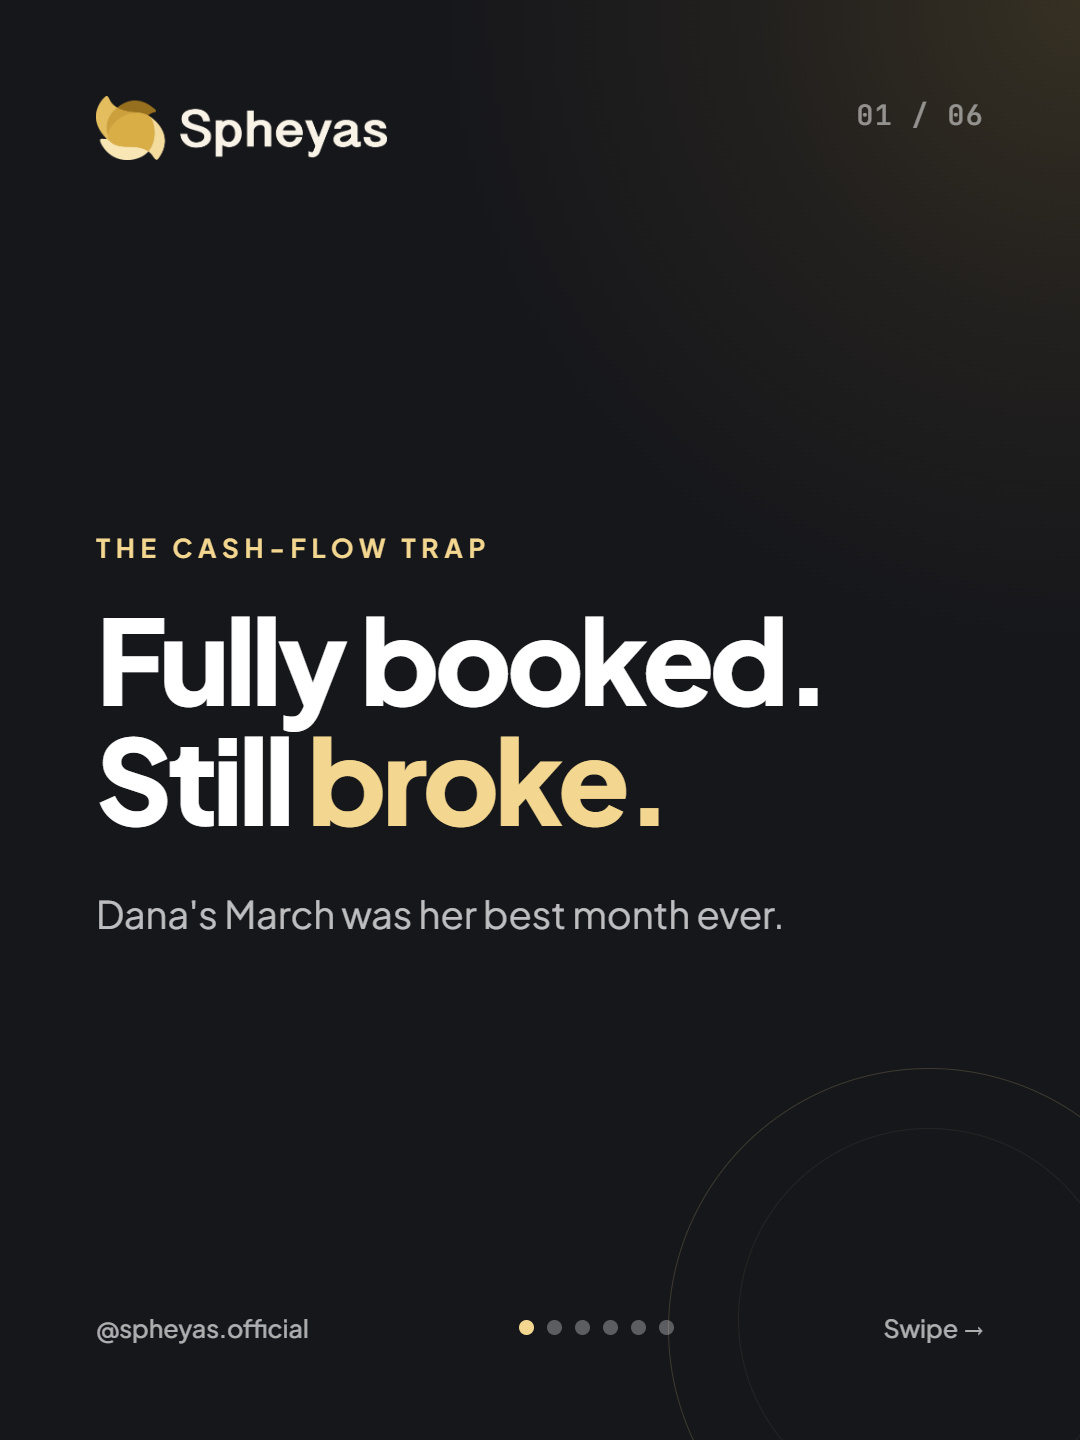 Spheyas
01 / 06
THE CASH-FLOW TRAP
Fully booked.
Still broke.
Dana's March was her best month ever.
@spheyas.official
Swipe →